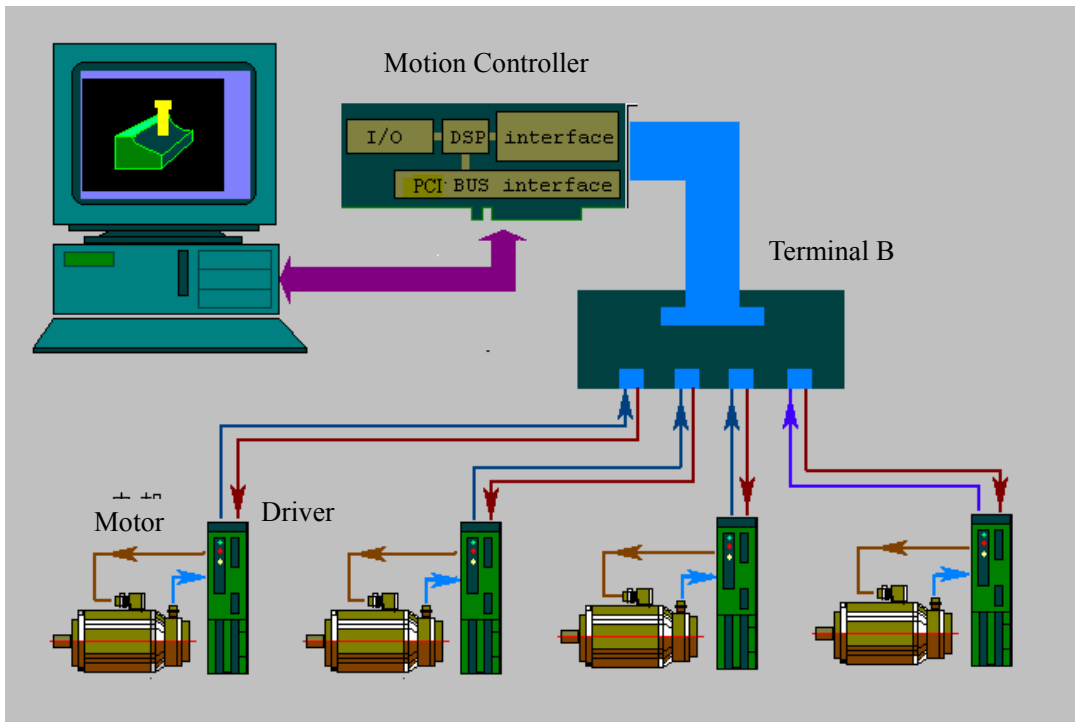 Motion Controller
I/O
DSP
interface
PCI BUS interface
Terminal B
Motor
Driver